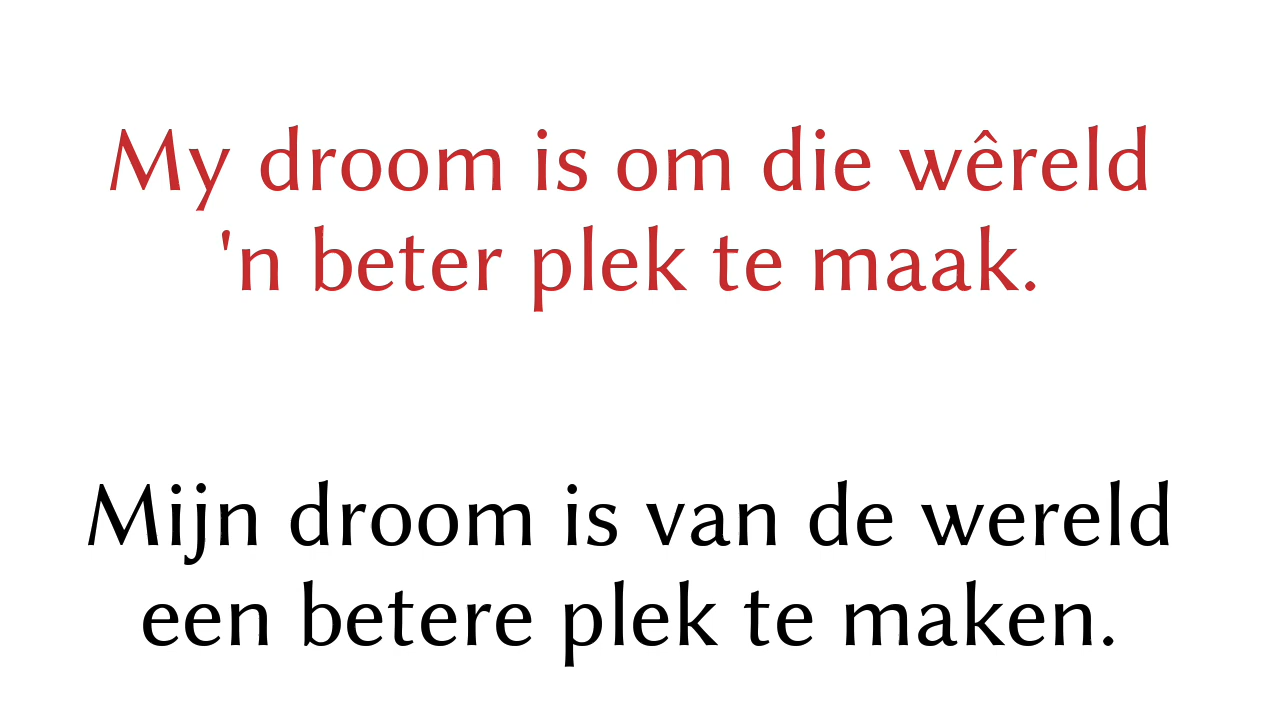 My droom is om die wêreld
'n beter plek te maak.
Mijn droom is van de wereld
een betere plek te maken.